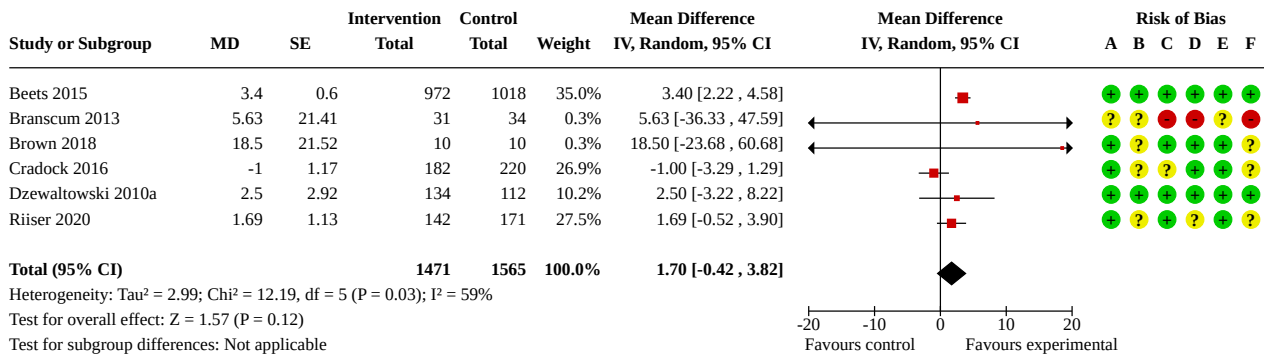 Intervention Control Mean Difference Mean Difference Risk of Bias
Study or Subgroup MD SE Total Total Weight IV, Random, 95% CI IV, Random, 95% CI A B C D E F
Beets 2015 3.4 0.6 972 1018 35.0% 3.40 [2.22 , 4.58] + + + + + +
Branscum 2013 5.63 21.41 31 34 0.3% 5.63 [-36.33 , 47.59] ? ? - - ? -
Brown 2018 18.5 21.52 10 10 0.3% 18.50 [-23.68 , 60.68] + ? + + + ?
Cradock 2016 -1 1.17 182 220 26.9% -1.00 [-3.29 , 1.29] + ? ? + + ?
Dzewaltowski 2010a 2.5 2.92 134 112 10.2% 2.50 [-3.22 , 8.22] + + + + + +
Riiser 2020 1.69 1.13 142 171 27.5% 1.69 [-0.52 , 3.90] + ? + ? + ?
Total (95% CI) 1471 1565 100.0% 1.70 [-0.42 , 3.82]
Heterogeneity: Tau² = 2.99; Chi² = 12.19, df = 5 (P = 0.03); I² = 59%
Test for overall effect: Z = 1.57 (P = 0.12)
-20 -10 0 10 20
Test for subgroup differences: Not applicable Favours control Favours experimental